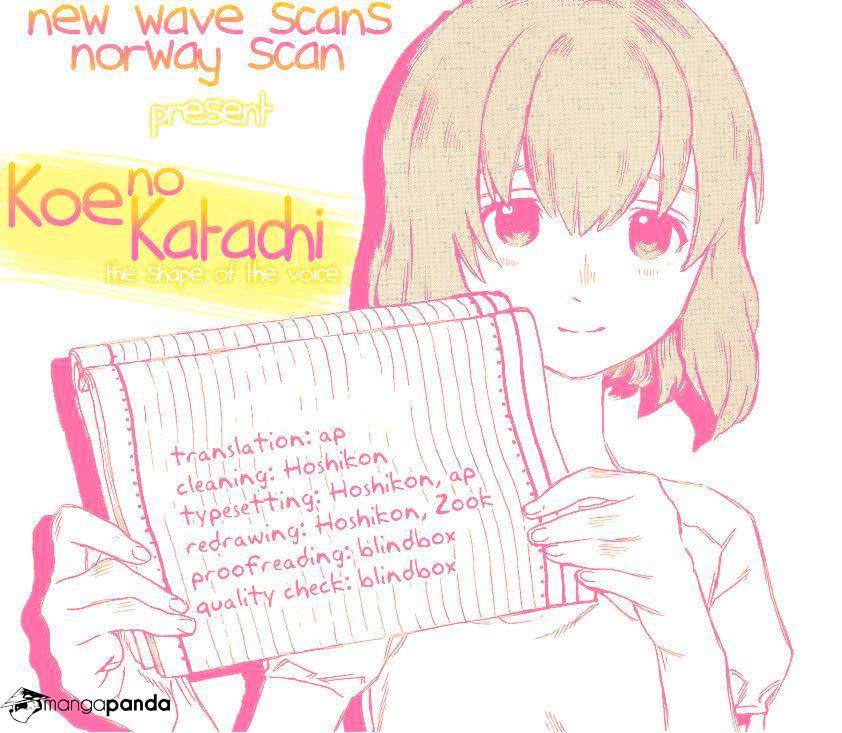 new wave scans
norway scan
present
Koe no
Katachi
the shape of the voice
translation: ap
cleaning: Hoshikon
typesetting: Hoshikon, ap
redrawing: Hoshikon, Zook
proofreading: blindbox
quality check: blindbox
mangapanda